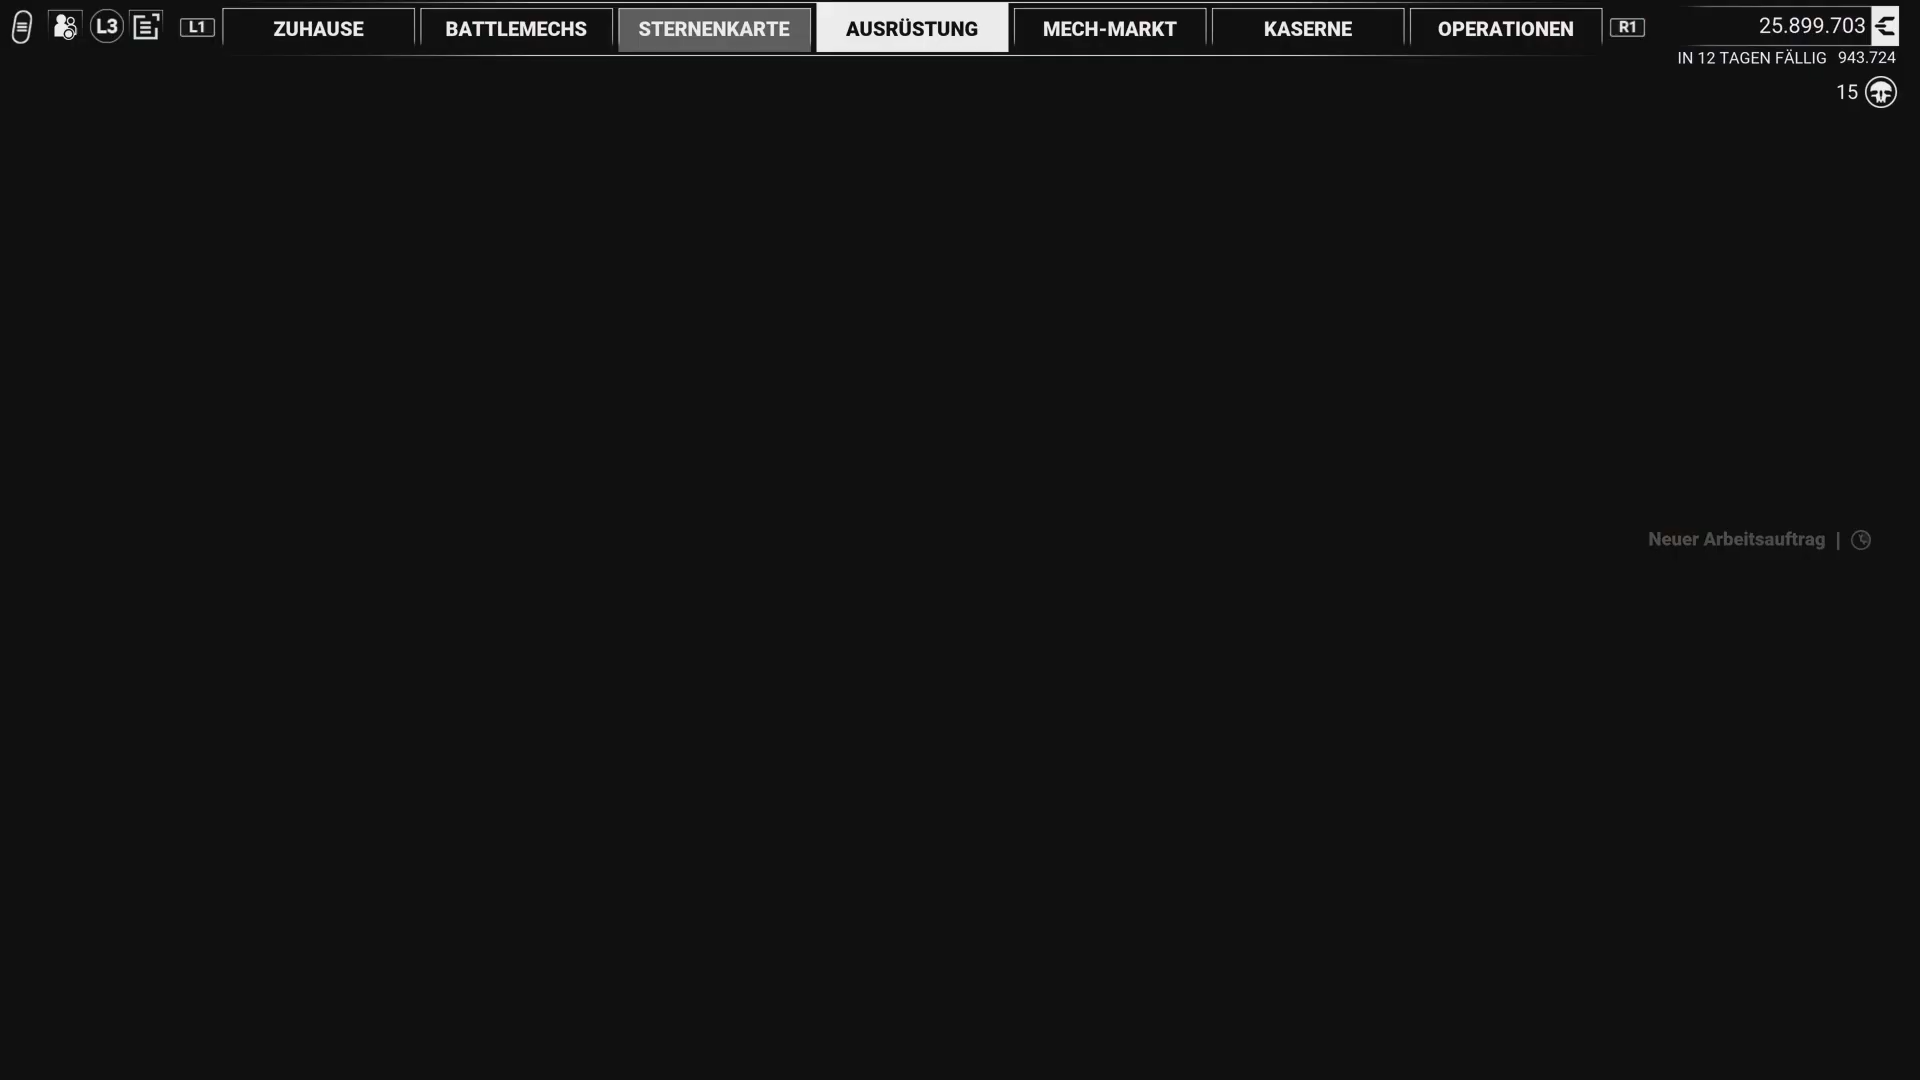 L3 L1 ZUHAUSE BATTLEMECHS STERNENKARTE AUSRÜSTUNG MECH-MARKT KASERNE OPERATIONEN R1 25.899.703
IN 12 TAGEN FÄLLIG 943.724
15
Neuer Arbeitsauftrag |